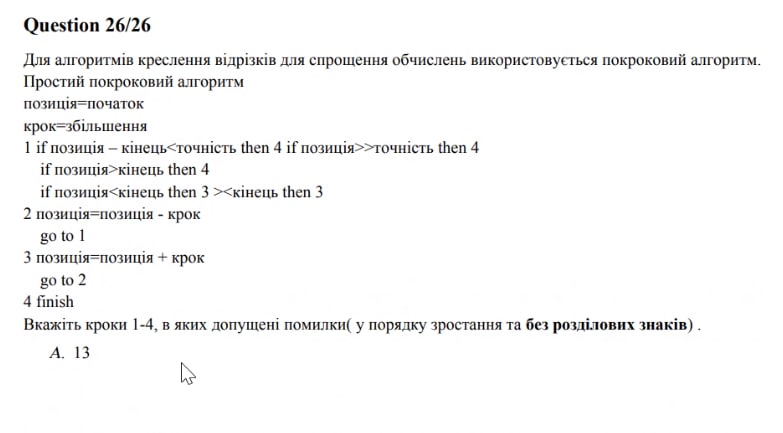 Question 26/26
Для алгоритмів креслення відрізків для спрощення обчислень використовується покроковий алгоритм.
Простий покроковий алгоритм
позиція=початок
крок=збільшення
1 if позиція – кінець<точність then 4 if позиція>>точність then 4
if позиція>кінець then 4
if позиція<кінець then 3 ><кінець then 3
2 позиція=позиція - крок
go to 1
3 позиція=позиція + крок
go to 2
4 finish
Вкажіть кроки 1-4, в яких допущені помилки( у порядку зростання та без розділових знаків) .
A. 13